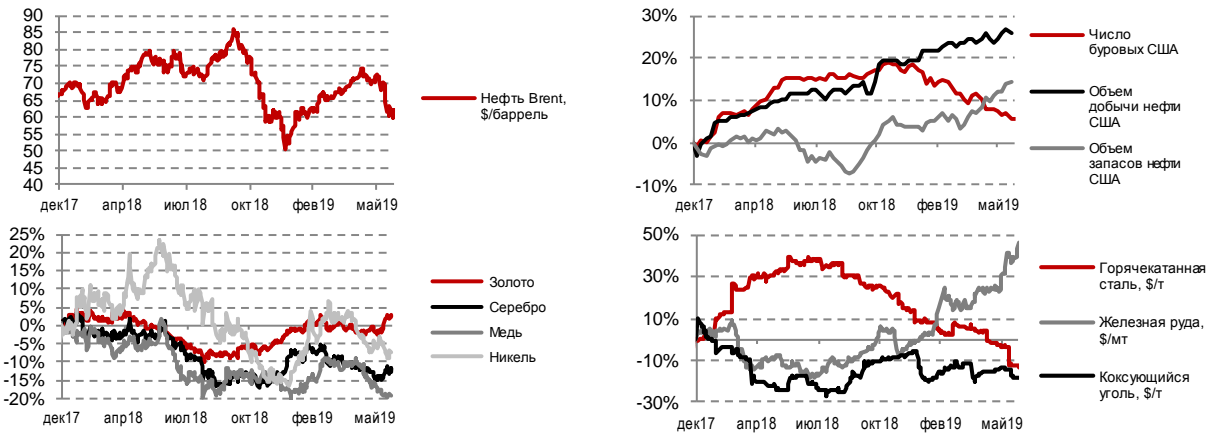 90
85
80
75
70
65
60
55
50
45
40
дек17 апр18 июл18 окт18 фев19 май19
Нефть Brent,
$/баррель
30%
20%
10%
0%
-10%
дек17 апр18 июл18 окт18 фев19 май19
Число
буровых США
Объем
добычи нефти
США
Объем
запасов нефти
США
25%
20%
15%
10%
5%
0%
-5%
-10%
-15%
-20%
дек17 апр18 июл18 окт18 фев19 май19
Золото
Серебро
Медь
Никель
50%
30%
10%
-10%
-30%
дек17 апр18 июл18 окт18 фев19 май19
Горячекатанная
сталь, $/т
Железная руда,
$/мт
Коксующийся
уголь, $/т